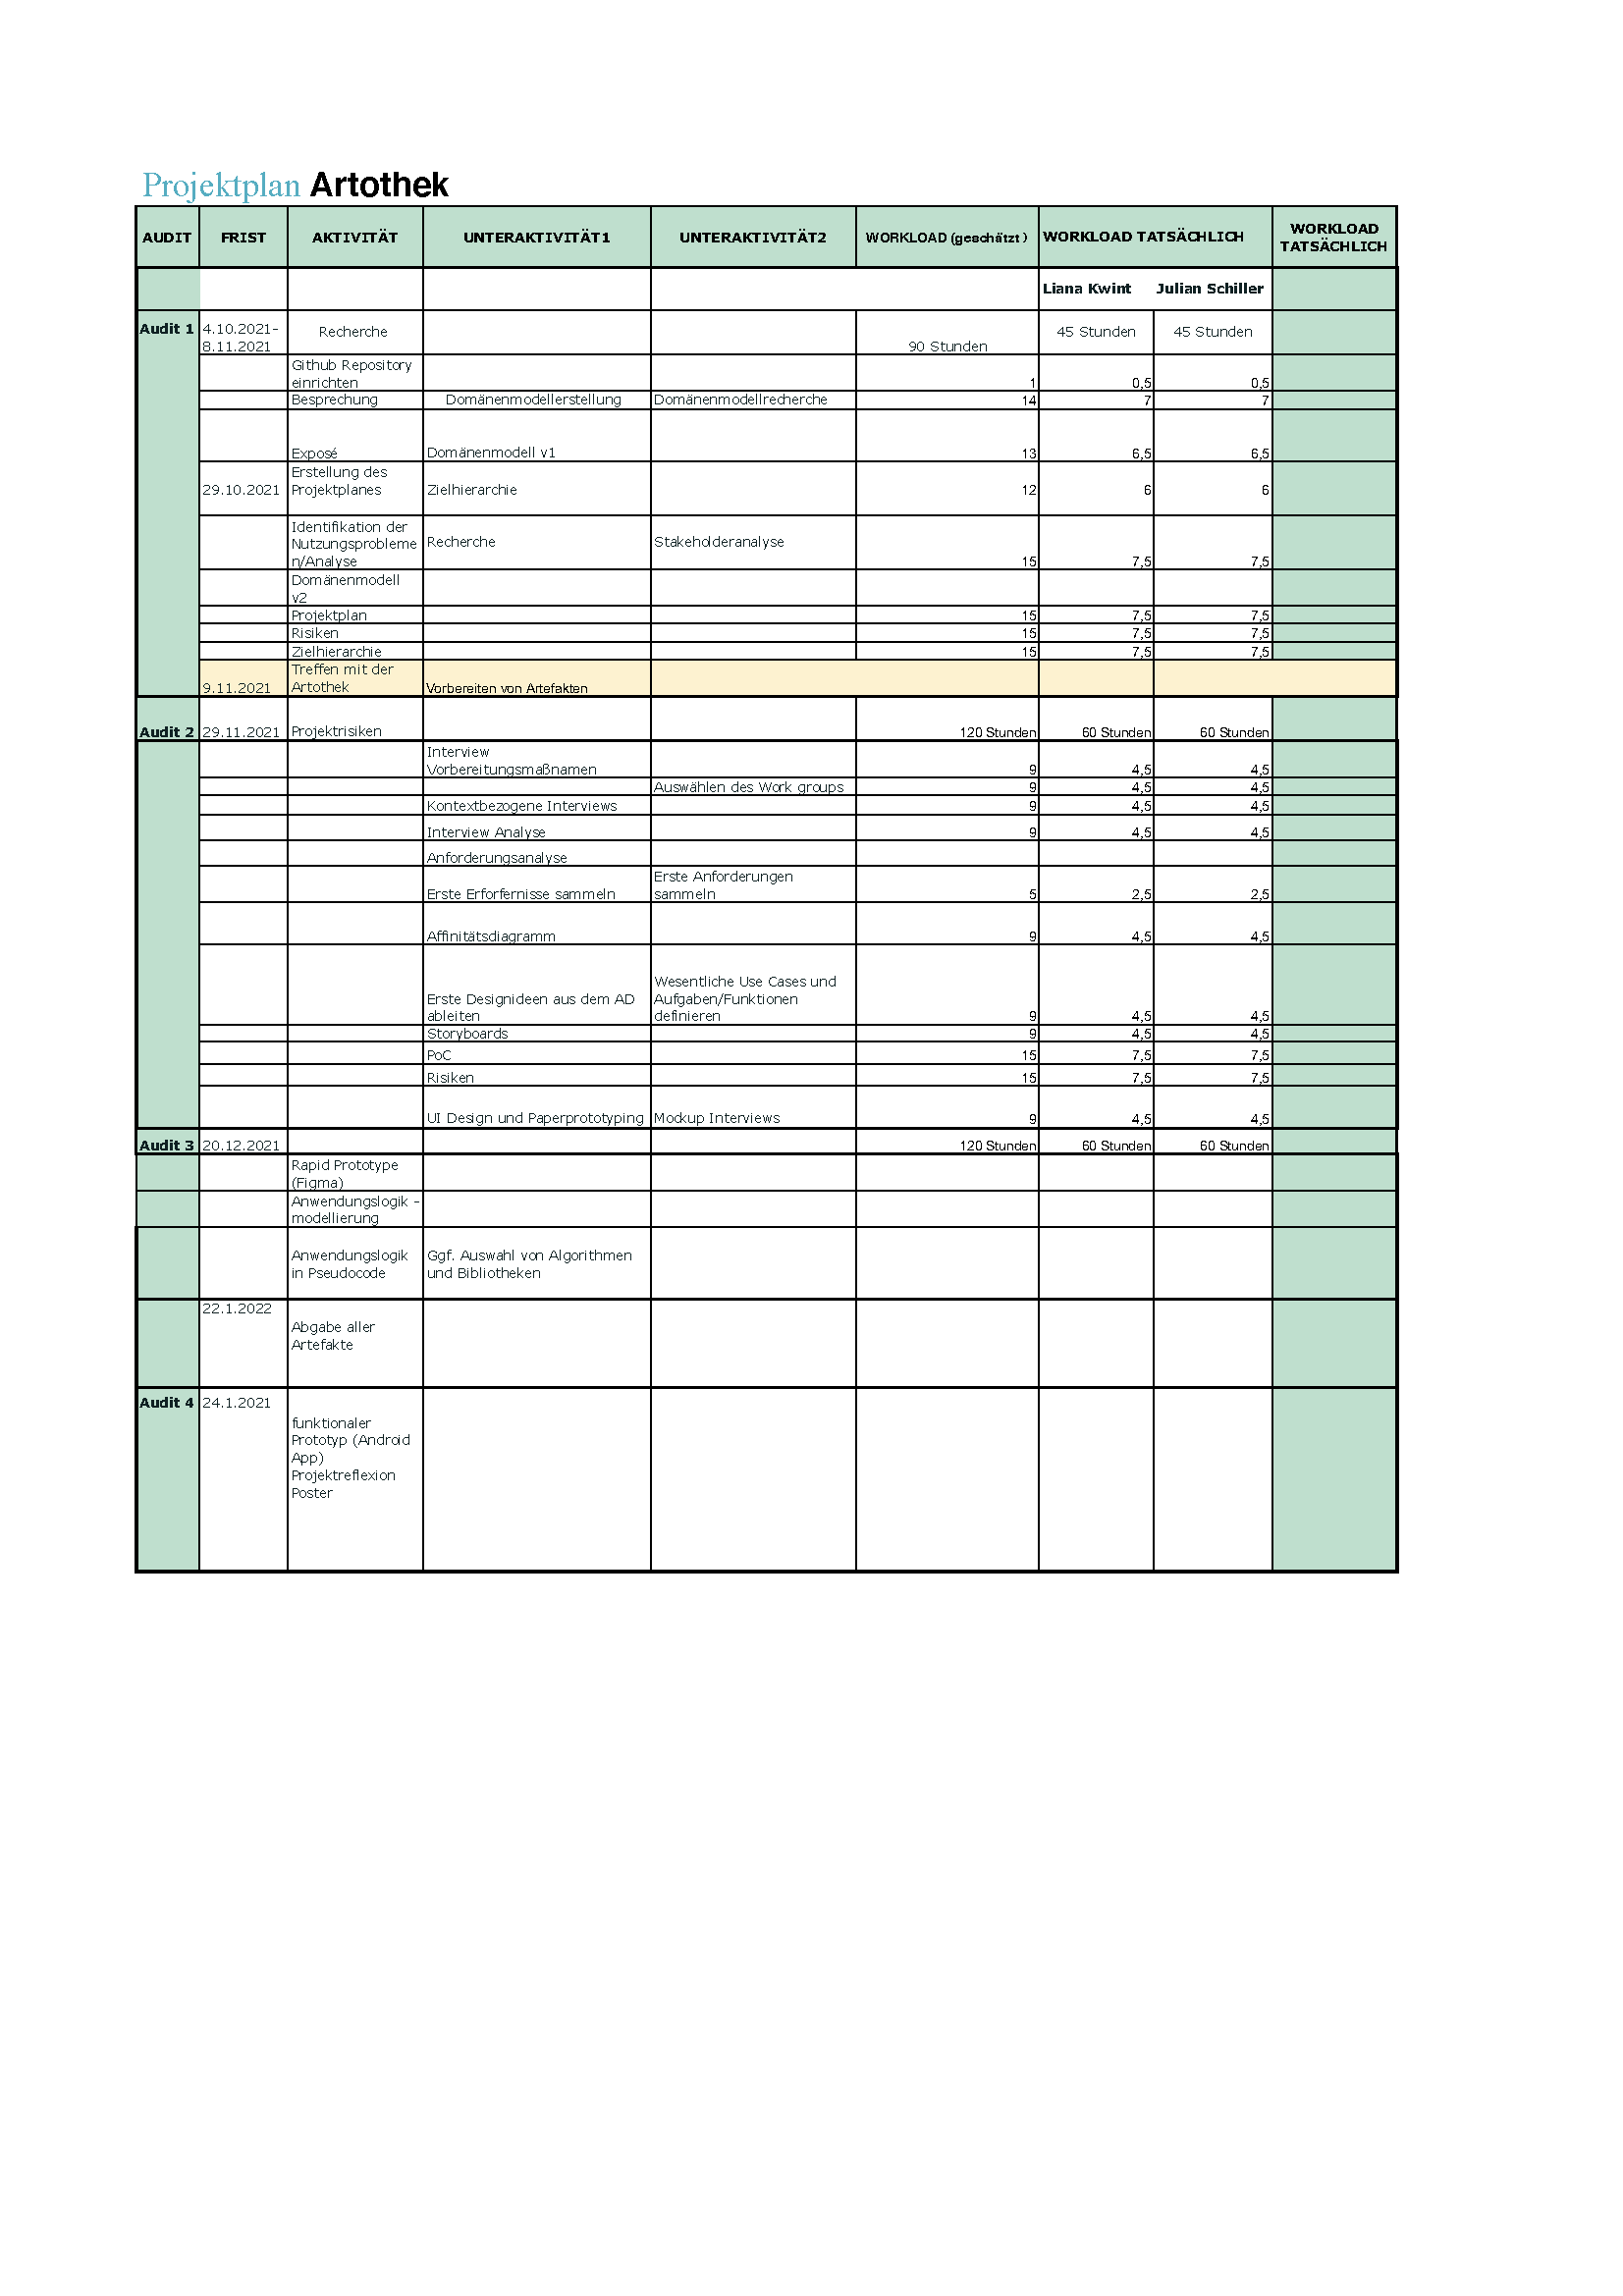 Projektplan Artothek
AUDIT FRIST AKTIVITÄT UNTERAKTIVITÄT1 UNTERAKTIVITÄT2 WORKLOAD (geschätzt ) WORKLOAD TATSÄCHLICH WORKLOAD
TATSÄCHLICH
Liana Kwint Julian Schiller
Audit 1 4.10.2021-
8.11.2021 Recherche 90 Stunden 45 Stunden 45 Stunden
Github Repository
einrichten 1 0,5 0,5
Besprechung Domänenmodellerstellung Domänenmodellrecherche 14 7 7
Exposé Domänenmodell v1 13 6,5 6,5
Erstellung des
29.10.2021 Projektplanes Zielhierarchie 12 6 6
Identifikation der
Nutzungsprobleme Recherche Stakeholderanalyse
n/Analyse 15 7,5 7,5
Domänenmodell
v2
Projektplan 15 7,5 7,5
Risiken 15 7,5 7,5
Zielhierarchie 15 7,5 7,5
Treffen mit der
9.11.2021 Artothek Vorbereiten von Artefakten
Audit 2 29.11.2021 Projektrisiken 120 Stunden 60 Stunden 60 Stunden
Interview
Vorbereitungsmaßnamen 9 4,5 4,5
Auswählen des Work groups 9 4,5 4,5
Kontextbezogene Interviews 9 4,5 4,5
Interview Analyse 9 4,5 4,5
Anforderungsanalyse
Erste Anforderungen
Erste Erforfernisse sammeln sammeln 5 2,5 2,5
Affinitätsdiagramm 9 4,5 4,5
Wesentliche Use Cases und
Erste Designideen aus dem AD Aufgaben/Funktionen
ableiten definieren 9 4,5 4,5
Storyboards 9 4,5 4,5
PoC 15 7,5 7,5
Risiken 15 7,5 7,5
UI Design und Paperprototyping Mockup Interviews 9 4,5 4,5
Audit 3 20.12.2021 120 Stunden 60 Stunden 60 Stunden
Rapid Prototype
(Figma)
Anwendungslogik -
modellierung
Anwendungslogik Ggf. Auswahl von Algorithmen
in Pseudocode und Bibliotheken
22.1.2022
Abgabe aller
Artefakte
Audit 4 24.1.2021
funktionaler
Prototyp (Android
App)
Projektreflexion
Poster